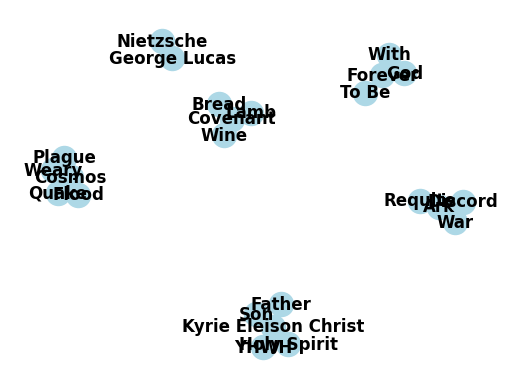 Nietzsche
George Lucas
With
Forever
God
To Be
Bread
Lamb
Covenant
Wine
Plague
Weary
Cosmos
Quake
Flood
Discord
Ark
War
Father
Son
Kyrie Eleison Christ
YHWH
Holy Spirit